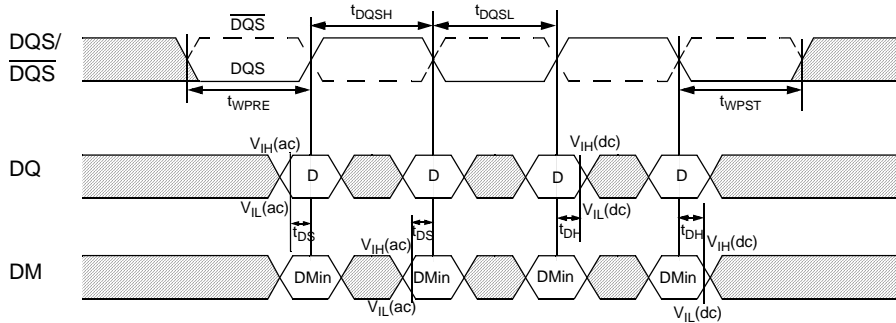 DQS/
DQS
DQS
DQS
tDQSH
tDQSL
tWPRE
tWPST
DQ
VIH(ac)
VIL(ac)
D
D
D
D
VIH(dc)
VIL(dc)
tDS
tDS
tDH
tDH
DM
VIH(ac)
VIL(ac)
DMin
DMin
DMin
DMin
VIH(dc)
VIL(dc)